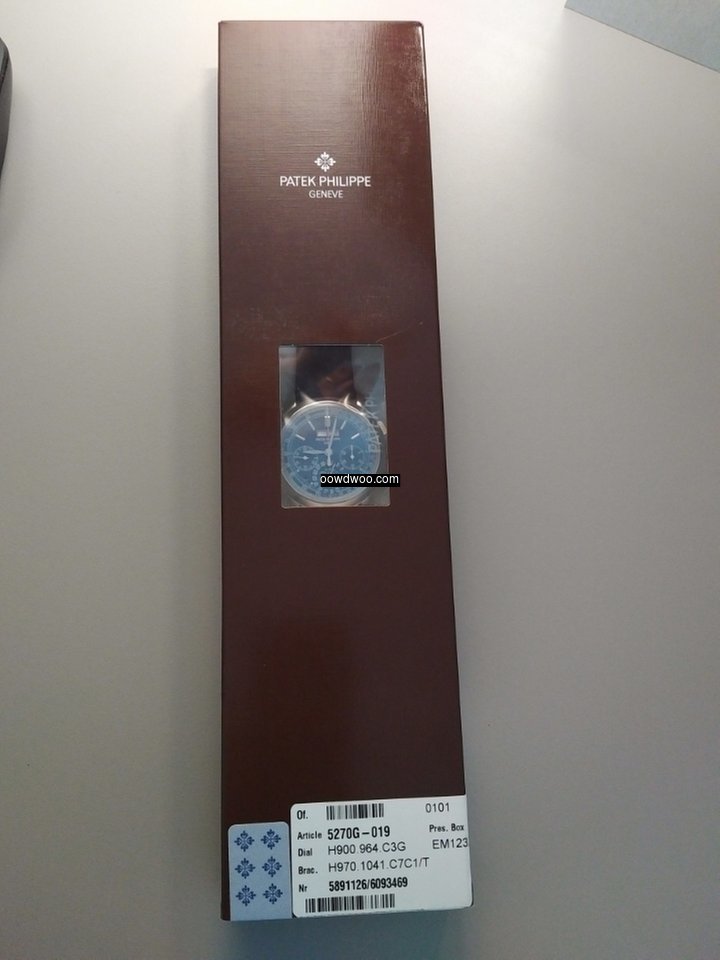 PATEK PHILIPPE
GENEVE
oowdwoo.com
Of. 0101
Article 5270G-019 Pres. Box
Dial H900.964.C3G EM123
Brac. H970.1041.C7C1/T
Nr 5891126/6093469